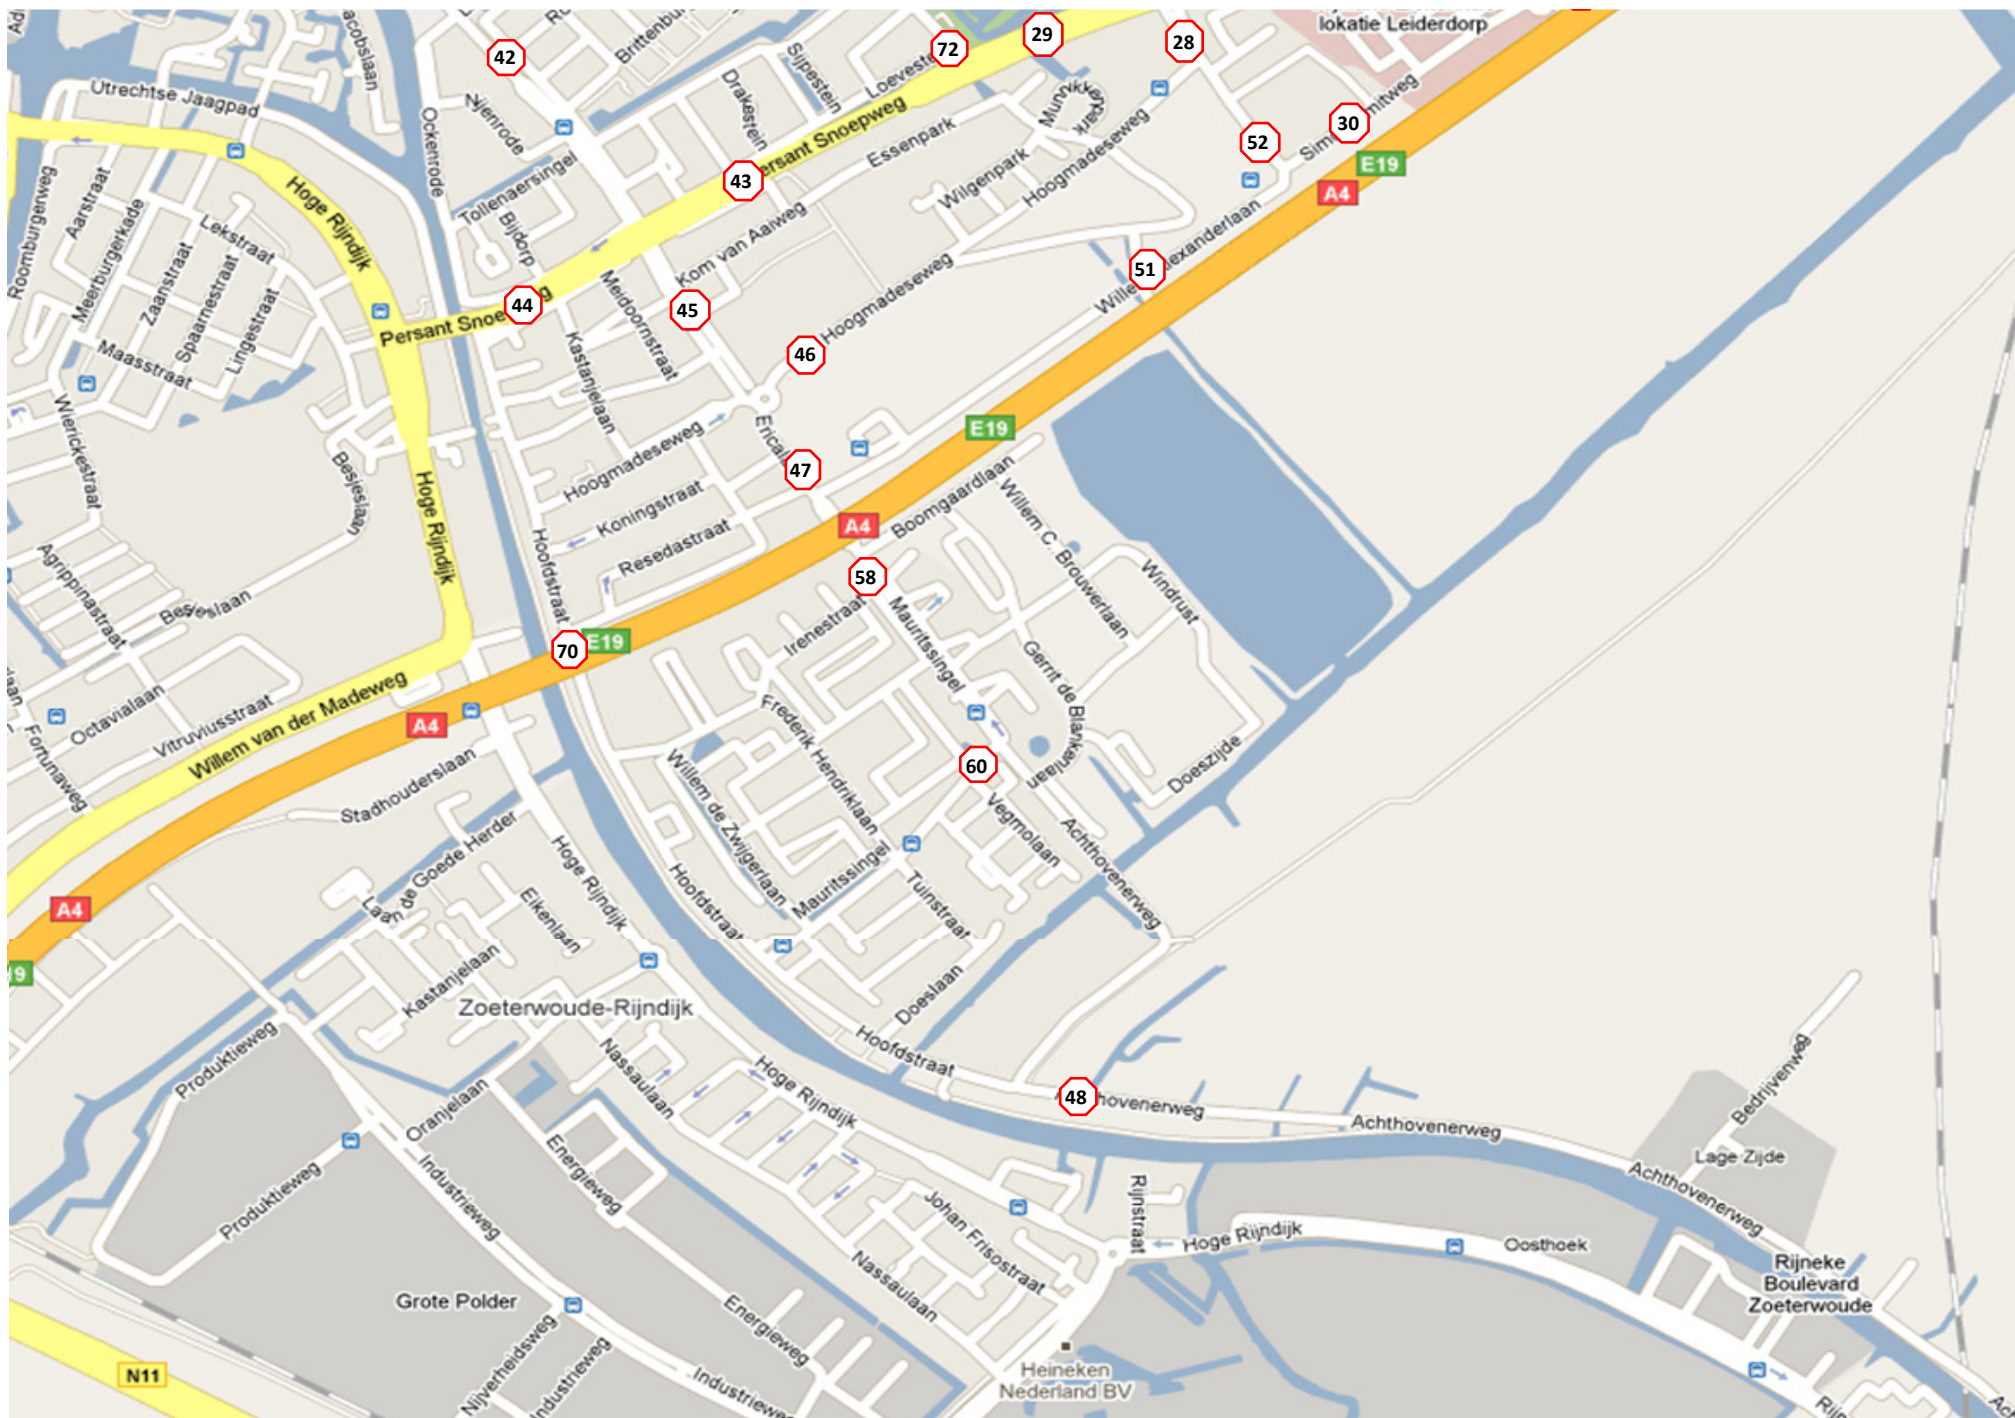 lokatie Leiderdorp
42
72
29
28
Utrechtse Jaagpad
Ockenrode
Nijenrode
Drakestein
Sijpestein
Persant Snoepweg
Essenpark
Wilgenpark
Hoogmadeseweg
52
30
E19
A4
Roomburgerweg
Aarstraat
Meerburgerkade
Lekstraat
Zaanstraat
Spaarnestraat
Lingestraat
Maasstraat
Hoge Rijndijk
Tollenaersingel
Bijdorp
43
Kom van Aaiweg
51
44
45
Meidoornstraat
Kastanjelaan
46
Hoogmadeseweg
Wierickestraat
Besjeslaan
Hoge Rijndijk
Hoogmadeseweg
47
E19
Koningstraat
Resedastraat
A4
Boomgaardlaan
Willem C. Brouwerlaan
Windrust
Hoofdstraat
58
Agrippinastraat
Besjeslaan
Irenestraat
Mauritssingel
Gerrit de Blankenlaan
70
E19
Octavialaan
Vitruviusstraat
Willem van der Madeweg
A4
Fortunaweg
Stadhouderslaan
Frederik Hendriklaan
Willem de Zwijgerlaan
60
Doeszijde
Vegmolaan
Achthovenerweg
Laan de Goede Herder
Hoge Rijndijk
Eikenlaan
Hoofdstraat
Mauritssingel
Tuinstraat
A4
Kastanjelaan
Doeslaan
Zoeterwoude-Rijndijk
Produktieweg
Oranjelaan
Nassaulaan
Hoge Rijndijk
Hoofdstraat
48
Achthovenerweg
Achthovenerweg
Bedrijvenweg
Lage Zijde
Produktieweg
Industrieweg
Energieweg
Johan Frisostraat
Rijnstraat
Hoge Rijndijk
Oosthoek
Rijneke
Boulevard
Zoeterwoude
Nassaulaan
Grote Polder
Energieweg
Nijverheidsweg
Industrieweg
Industrieweg
N11
Heineken
Nederland BV